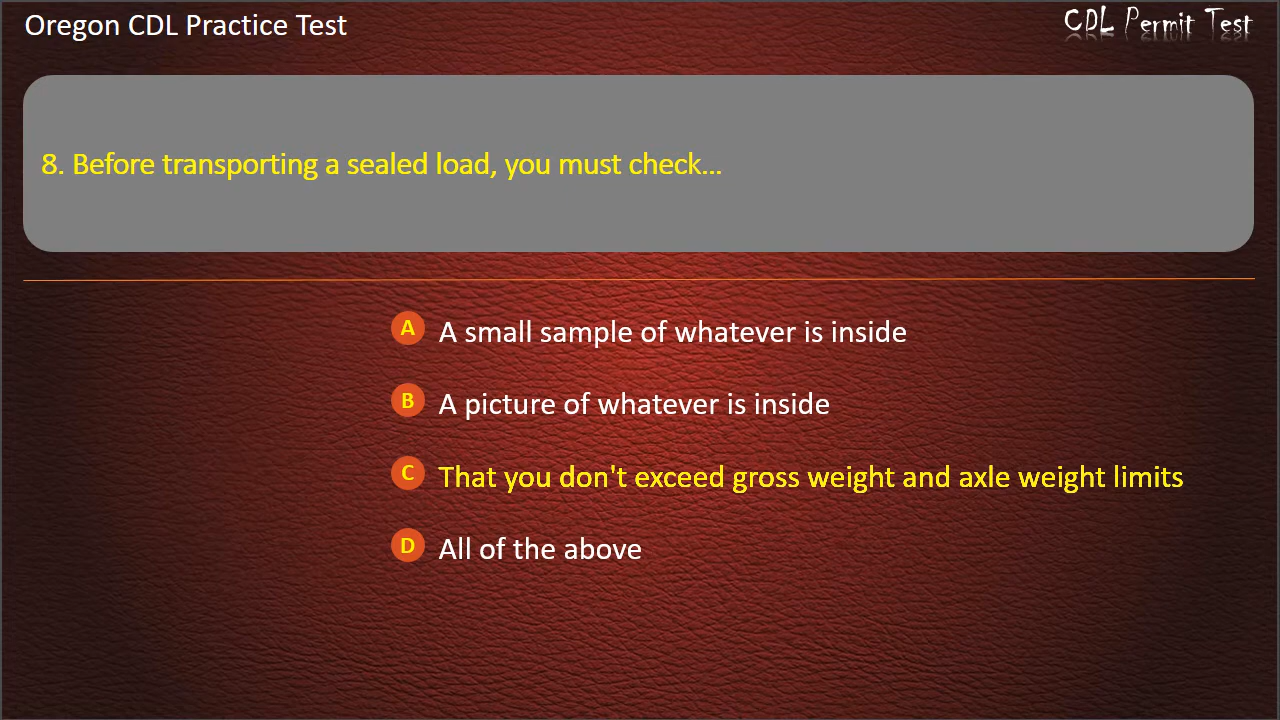 Oregon CDL Practice Test
CDL Permit Test
8. Before transporting a sealed load, you must check…
A A small sample of whatever is inside
B A picture of whatever is inside
C That you don't exceed gross weight and axle weight limits
D All of the above